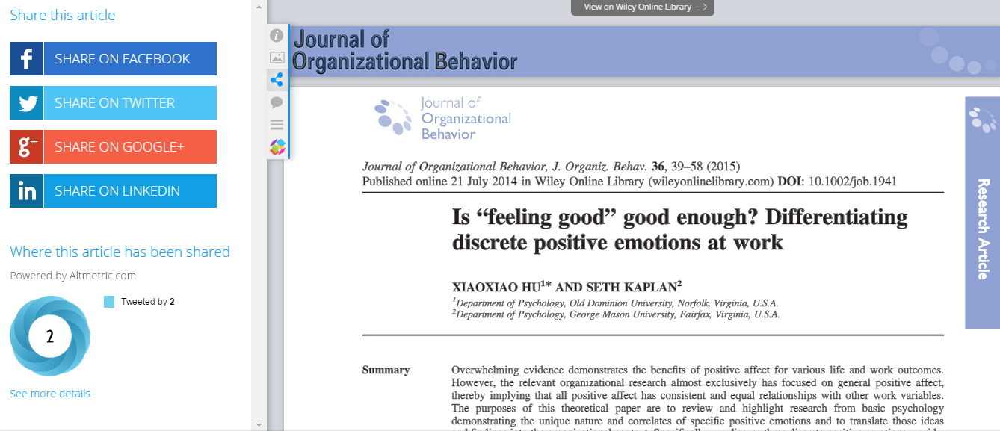 Share this article
f SHARE ON FACEBOOK
SHARE ON TWITTER
g+ SHARE ON GOOGLE+
in SHARE ON LINKEDIN
Where this article has been shared
Powered by Altmetric.com
Tweeted by 2
2
See more details
View on Wiley Online Library →
i
Journal of
Organizational Behavior
Journal of
Organizational
Behavior
Journal of Organizational Behavior, J. Organiz. Behav. 36, 39–58 (2015)
Published online 21 July 2014 in Wiley Online Library (wileyonlinelibrary.com) DOI: 10.1002/job.1941
Is “feeling good” good enough? Differentiating
discrete positive emotions at work
XIAOXIAO HU1* AND SETH KAPLAN2
1Department of Psychology, Old Dominion University, Norfolk, Virginia, U.S.A.
2Department of Psychology, George Mason University, Fairfax, Virginia, U.S.A.
Summary
Overwhelming evidence demonstrates the benefits of positive affect for various life and work outcomes.
However, the relevant organizational research almost exclusively has focused on general positive affect,
thereby implying that all positive affect has consistent and equal relationships with other work variables.
The purposes of this theoretical paper are to review and highlight research from basic psychology
demonstrating the unique nature and correlates of specific positive emotions and to translate those ideas
Research Article